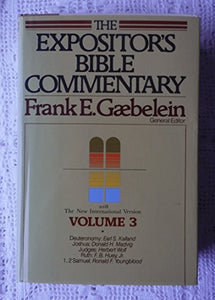 THE
EXPOSITOR'S
BIBLE
COMMENTARY
Frank E. Gæbelein
General Editor
with
The New International Version
VOLUME 3
Deuteronomy: Earl S. Kalland
Joshua: Donald H. Madvig
Judges: Herbert Wolf
Ruth: F. B. Huey, Jr.
1, 2 Samuel: Ronald F. Youngblood